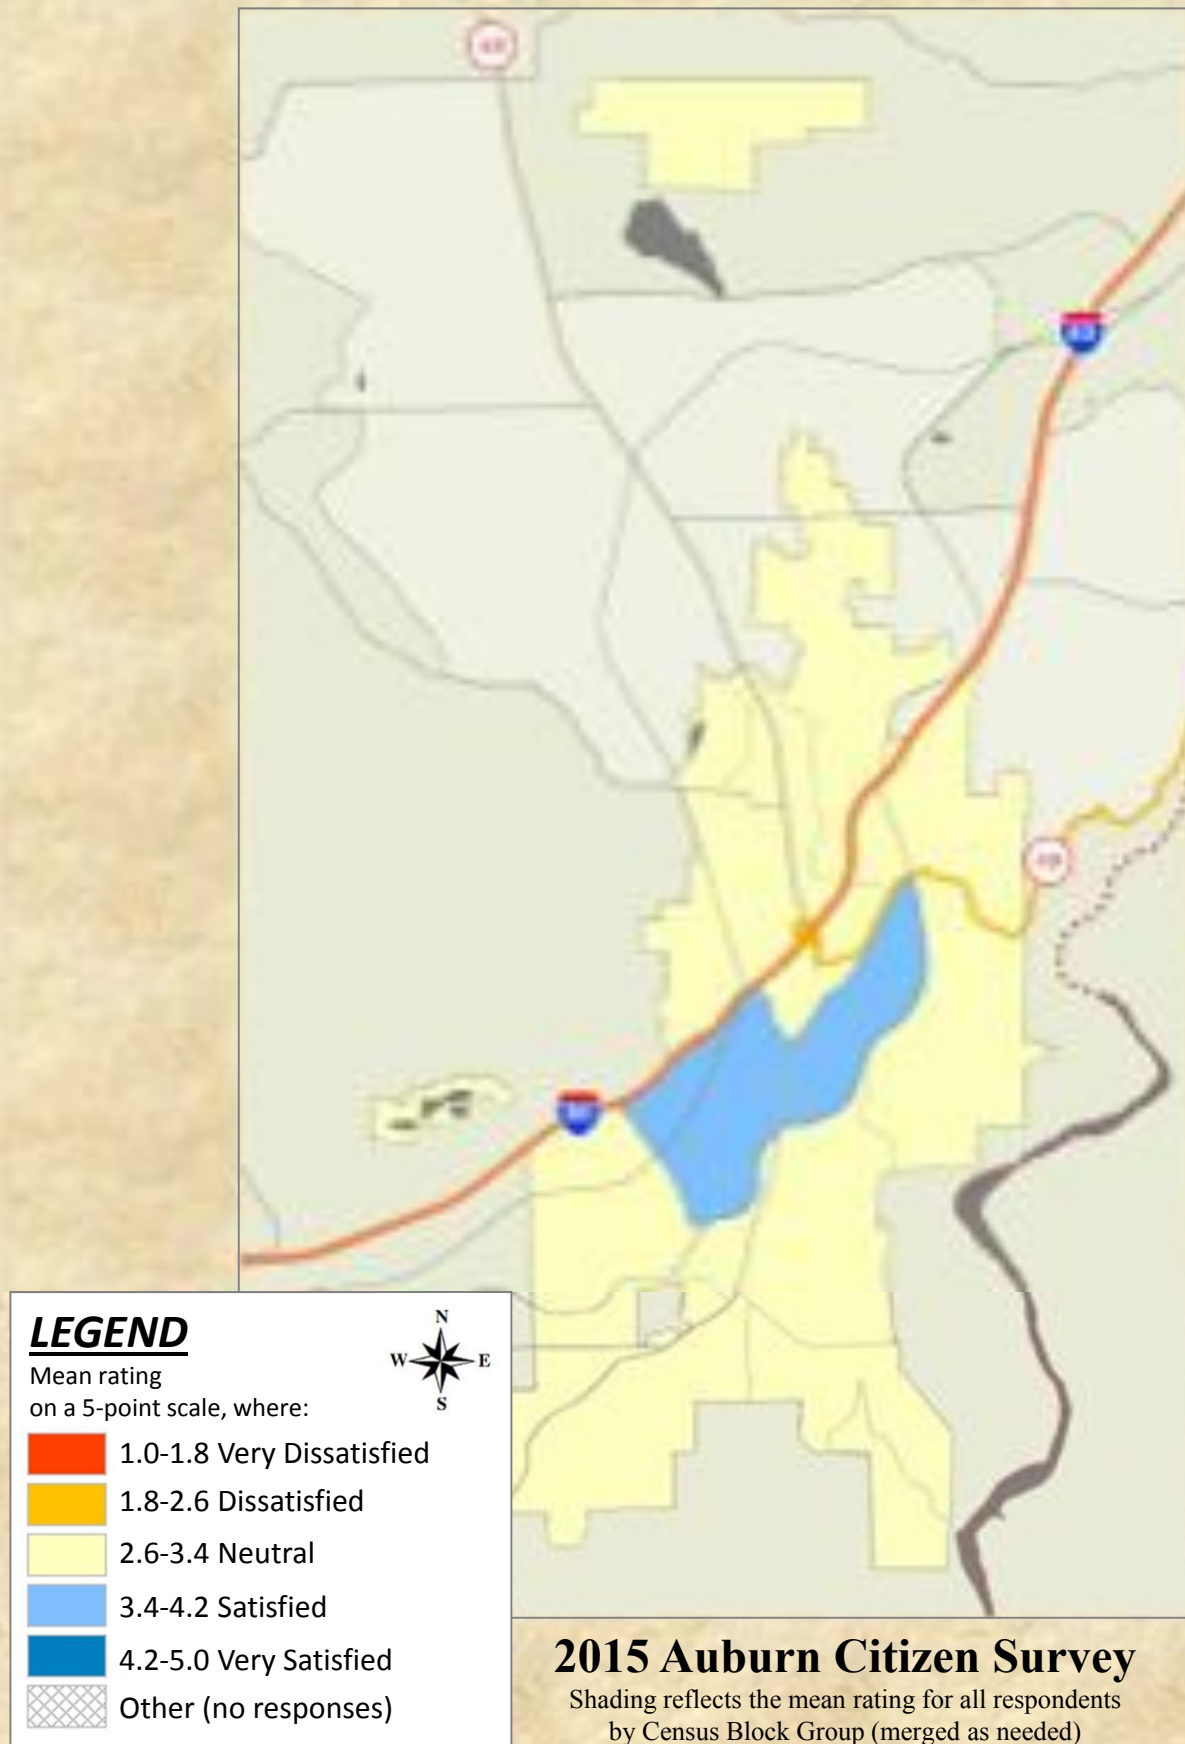 LEGEND
Mean rating
on a 5-point scale, where:
N
W
E
S
1.0-1.8 Very Dissatisfied
1.8-2.6 Dissatisfied
2.6-3.4 Neutral
3.4-4.2 Satisfied
4.2-5.0 Very Satisfied
Other (no responses)
2015 Auburn Citizen Survey
Shading reflects the mean rating for all respondents
by Census Block Group (merged as needed)